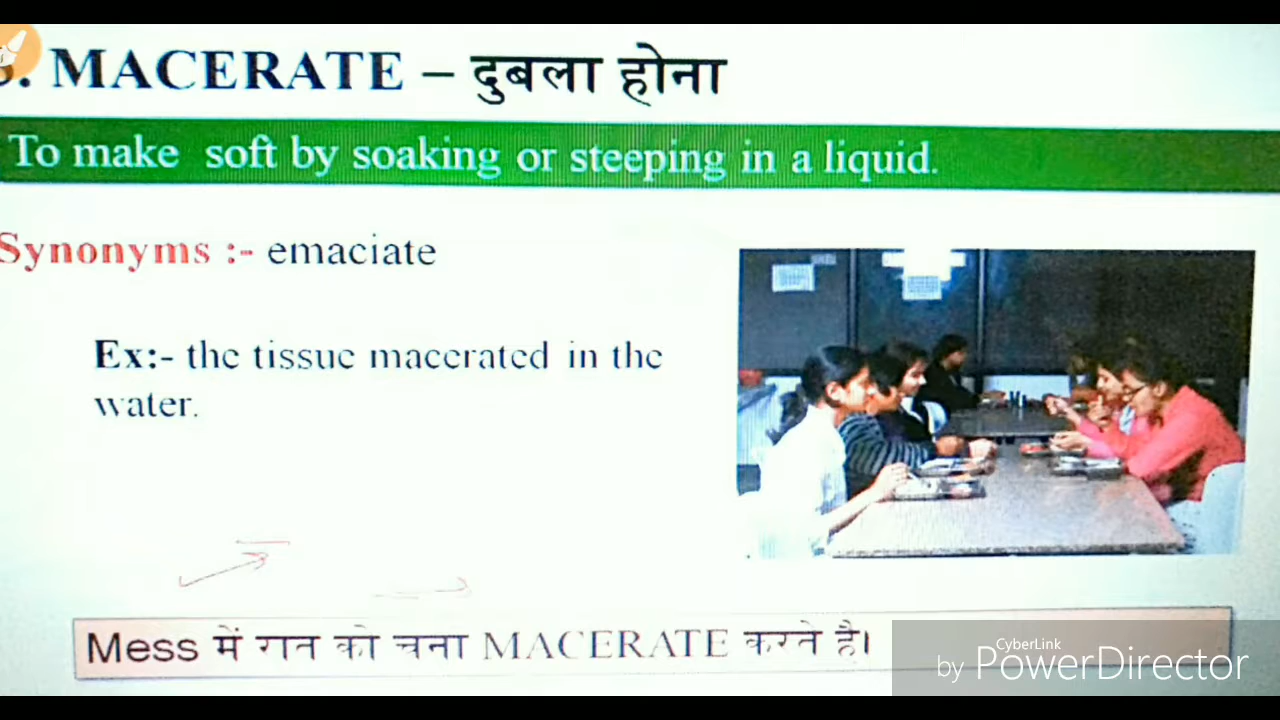 . MACERATE – दुबला होना
To make soft by soaking or steeping in a liquid.
Synonyms :- emaciate
Ex:- the tissue macerated in the
water.
Mess में रात को चना MACERATE करते है।
CyberLink
by PowerDirector